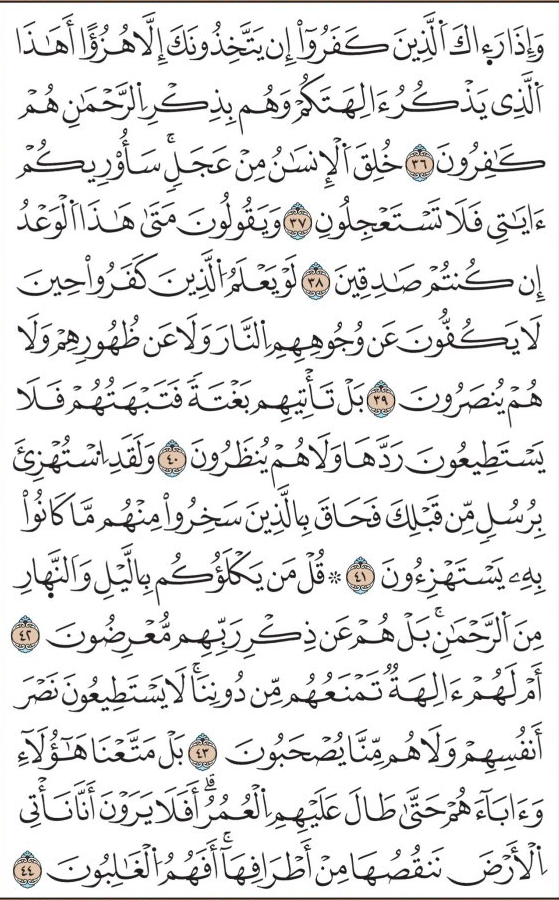 وَإِذَا رَءَاكَ ٱلَّذِينَ كَفَرُوٓاْ إِن يَتَّخِذُونَكَ إِلَّا هُزُوًا أَهَٰذَا
ٱلَّذِى يَذْكُرُ ءَالِهَتَكُمْ وَهُم بِذِكْرِ ٱلرَّحْمَٰنِ هُمْ
كَٰفِرُونَ ٣٦ خُلِقَ ٱلْإِنسَٰنُ مِنْ عَجَلٍ ۚ سَأُوْرِيكُمْ
ءَايَٰتِى فَلَا تَسْتَعْجِلُونِ ٣٧ وَيَقُولُونَ مَتَىٰ هَٰذَا ٱلْوَعْدُ
إِن كُنتُمْ صَٰدِقِينَ ٣٨ لَوْ يَعْلَمُ ٱلَّذِينَ كَفَرُواْ حِينَ
لَا يَكُفُّونَ عَن وُجُوهِهِمِ ٱلنَّارَ وَلَا عَن ظُهُورِهِمْ وَلَا
هُمْ يُنصَرُونَ ٣٩ بَلْ تَأْتِيهِم بَغْتَةً فَتَبْهَتُهُمْ فَلَا
يَسْتَطِيعُونَ رَدَّهَا وَلَا هُمْ يُنظَرُونَ ٤٠ وَلَقَدِ ٱسْتُهْزِئَ
بِرُسُلٍ مِّن قَبْلِكَ فَحَاقَ بِٱلَّذِينَ سَخِرُواْ مِنْهُم مَّا كَانُواْ
بِهِۦ يَسْتَهْزِءُونَ ٤١ ۞ قُلْ مَن يَكْلَؤُكُم بِٱلَّيْلِ وَٱلنَّهَارِ
مِنَ ٱلرَّحْمَٰنِ ۚ بَلْ هُمْ عَن ذِكْرِ رَبِّهِم مُّعْرِضُونَ ٤٢
أَمْ لَهُمْ ءَالِهَةٌ تَمْنَعُهُم مِّن دُونِنَا ۚ لَا يَسْتَطِيعُونَ نَصْرَ
أَنفُسِهِمْ وَلَا هُم مِّنَّا يُصْحَبُونَ ٤٣ بَلْ مَتَّعْنَا هَٰٓؤُلَآءِ
وَءَابَآءَهُمْ حَتَّىٰ طَالَ عَلَيْهِمُ ٱلْعُمُرُ ۗ أَفَلَا يَرَوْنَ أَنَّا نَأْتِى
ٱلْأَرْضَ نَنقُصُهَا مِنْ أَطْرَافِهَآ ۚ أَفَهُمُ ٱلْغَٰلِبُونَ ٤٤